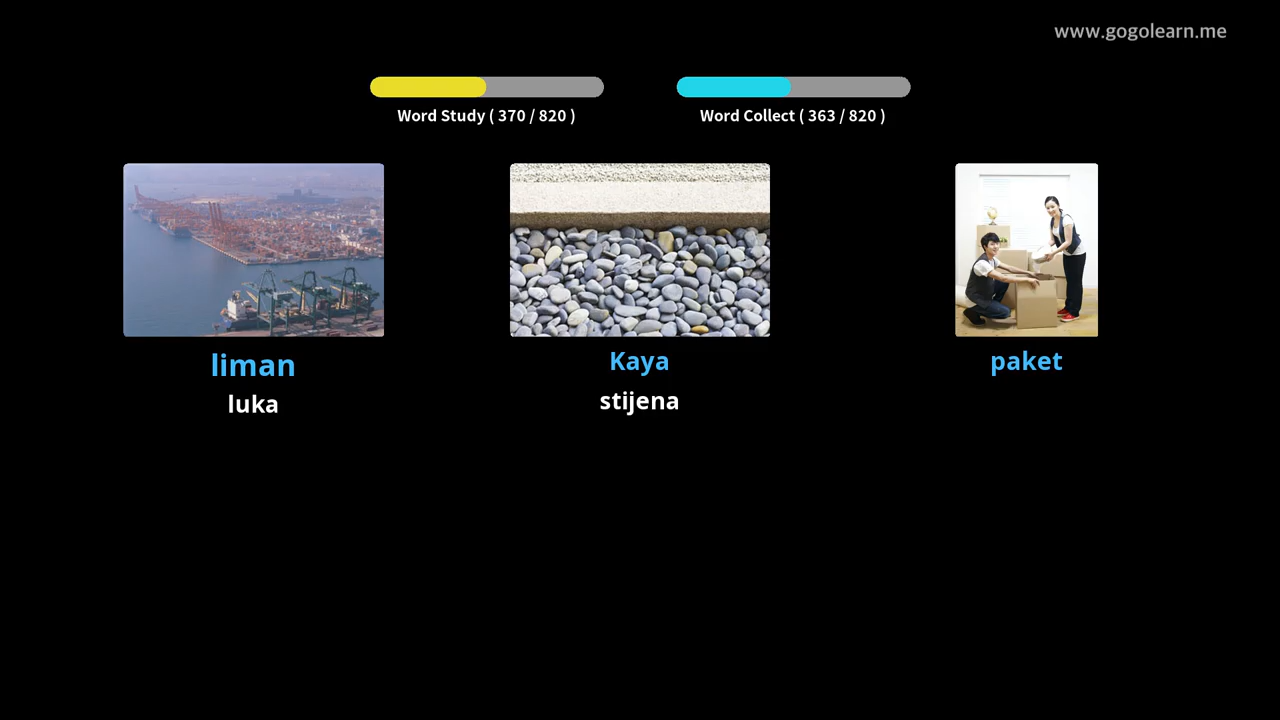 www.gogolearn.me
Word Study ( 370 / 820 )
Word Collect ( 363 / 820 )
liman
luka
Kaya
stijena
paket